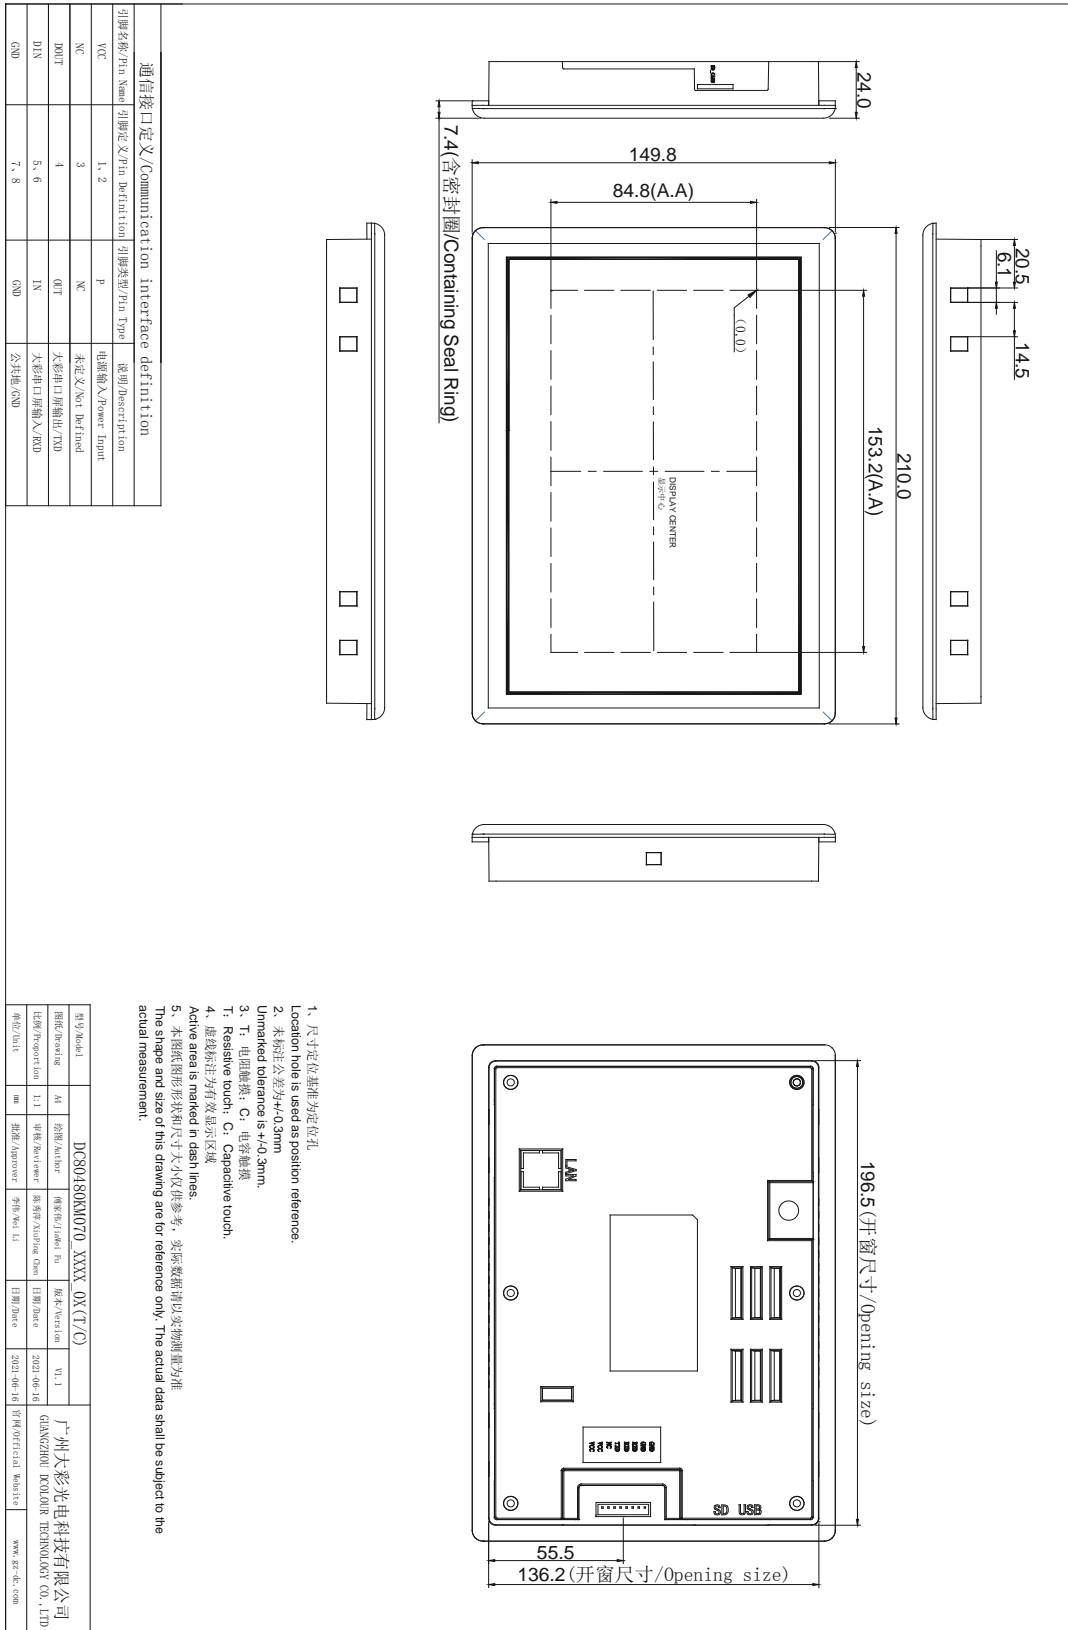 24.0
7.4(含密封圈/Containing Seal Ring)
149.8
84.8(A.A)
(0,0)
153.2(A.A)
210.0
DISPLAY CENTER
显示中心
20.5
6.1
14.5
196.5(开窗尺寸/Opening size)
55.5
136.2(开窗尺寸/Opening size)
LAN
SD USB
GND
GND
RXD
RXD
TXD
NC
VCC
VCC
通信接口定义/Communication interface definition
引脚名称/Pin Name 引脚定义/Pin Definition 引脚类型/Pin Type 说明/Description
VCC 1、2 P 电源输入/Power Input
NC 3 NC 未定义/Not Defined
DOUT 4 OUT 大彩串口屏输出/TXD
DIN 5、6 IN 大彩串口屏输入/RXD
GND 7、8 GND 公共地/GND
1、尺寸定位基准为定位孔
Location hole is used as position reference.
2、未标注公差为+/-0.3mm
Unmarked tolerance is +/-0.3mm.
3、T：电阻触摸；C：电容触摸
T：Resistive touch；C：Capacitive touch.
4、虚线标注为有效显示区域
Active area is marked in dash lines.
5、本图纸图形形状和尺寸大小仅供参考，实际数据请以实物测量为准
The shape and size of this drawing are for reference only. The actual data shall be subject to the
actual measurement.
型号/Model DC80480KM070_XXXX_0X(T/C)
图纸/Drawing A4 绘图/Author 傅家伟/JiaWei Fu 版本/Version V1.1
比例/Proportion 1:1 审核/Reviewer 陈秀萍/XiuPing Chen 日期/Date 2021-06-16
单位/Unit mm 批准/Approver 李伟/Wei Li 日期/Date 2021-06-16
广州大彩光电科技有限公司
GUANGZHOU DCOLOUR TECHNOLOGY CO.,LTD
官网/Official Website www.gz-dc.com